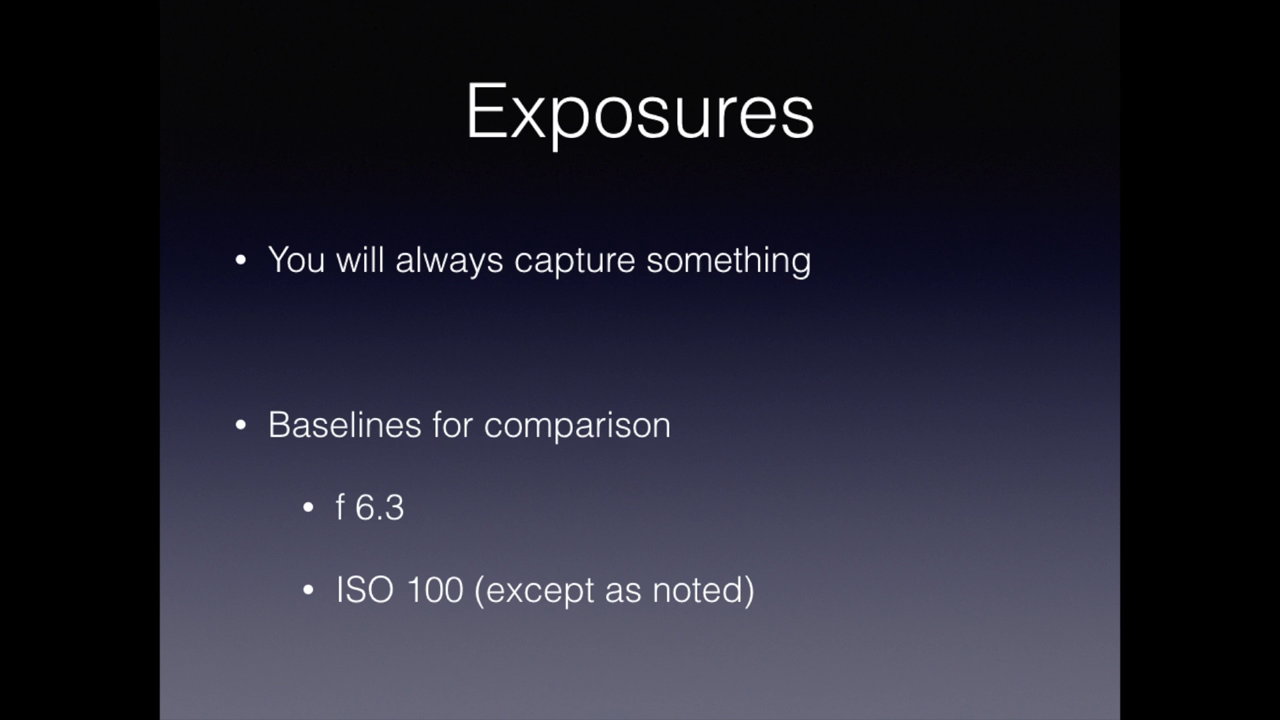 Exposures
• You will always capture something
• Baselines for comparison
• f 6.3
• ISO 100 (except as noted)